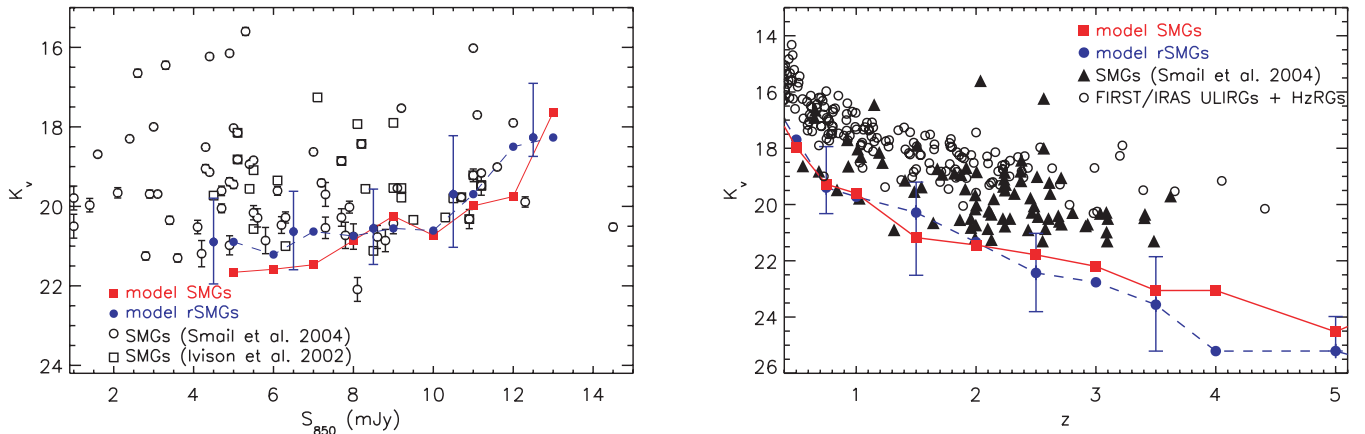 16
18
20
22
24
K_v
2
4
6
8
10
12
14
S_850 (mJy)
model SMGs
model rSMGs
SMGs (Smail et al. 2004)
SMGs (Ivison et al. 2002)
14
16
18
20
22
24
26
K_v
1
2
3
4
5
z
model SMGs
model rSMGs
SMGs (Smail et al. 2004)
FIRST/IRAS ULIRGs + HzRGs